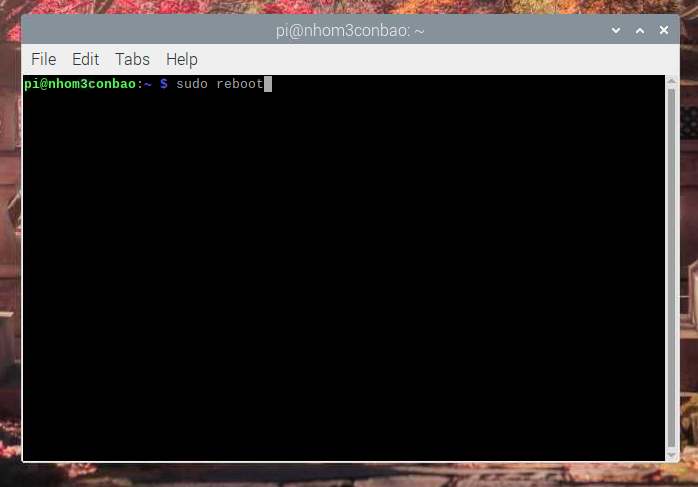 pi@nhom3conbao: ~
File Edit Tabs Help
pi@nhom3conbao:~ $ sudo reboot